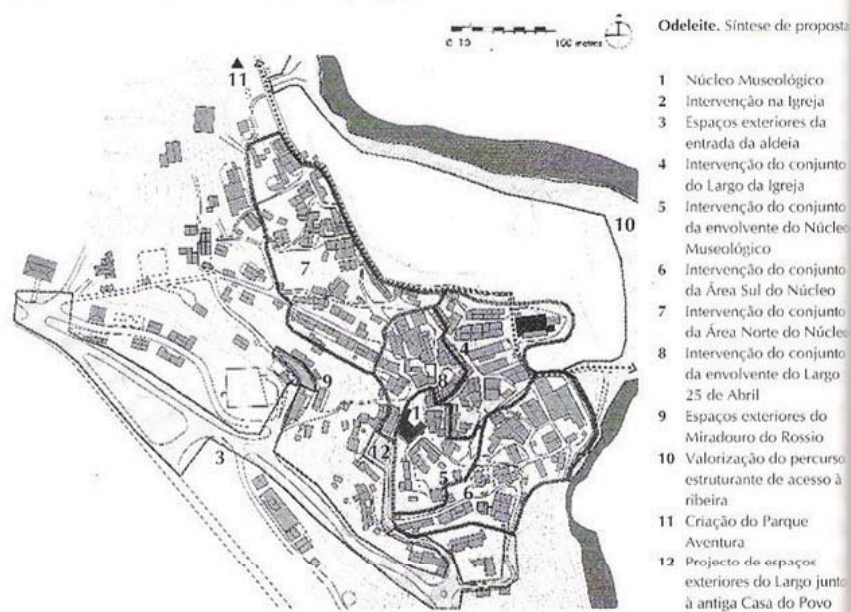 0 10 100 metros
Odeleite. Síntese de proposta
1 Núcleo Museológico
2 Intervenção na Igreja
3 Espaços exteriores da
entrada da aldeia
4 Intervenção do conjunto
do Largo da Igreja
5 Intervenção do conjunto
da envolvente do Núcleo
Museológico
6 Intervenção do conjunto
da Área Sul do Núcleo
7 Intervenção do conjunto
da Área Norte do Núcleo
8 Intervenção do conjunto
da envolvente do Largo
25 de Abril
9 Espaços exteriores do
Miradouro do Rossio
10 Valorização do percurso
estruturante de acesso à
ribeira
11 Criação do Parque
Aventura
12 Projecto de espaços
exteriores do Largo junto
à antiga Casa do Povo
11
10
7
4
8
9
1
12
3
5
6